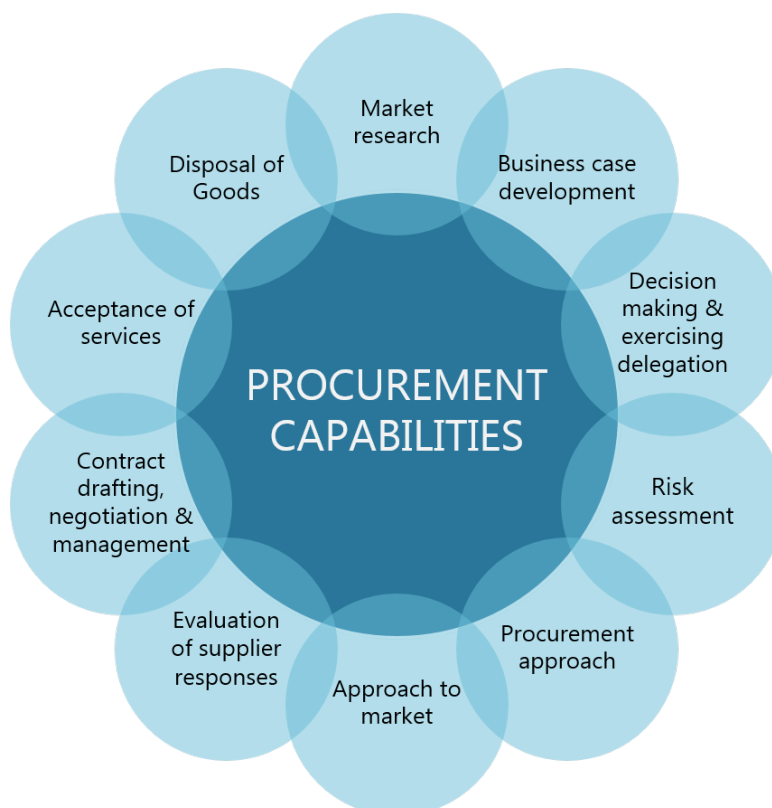 Market
research
Business case
development
Decision
making &
exercising
delegation
Risk
assessment
Procurement
approach
Approach to
market
Evaluation
of supplier
responses
Contract
drafting,
negotiation &
management
Acceptance of
services
Disposal of
Goods
PROCUREMENT
CAPABILITIES